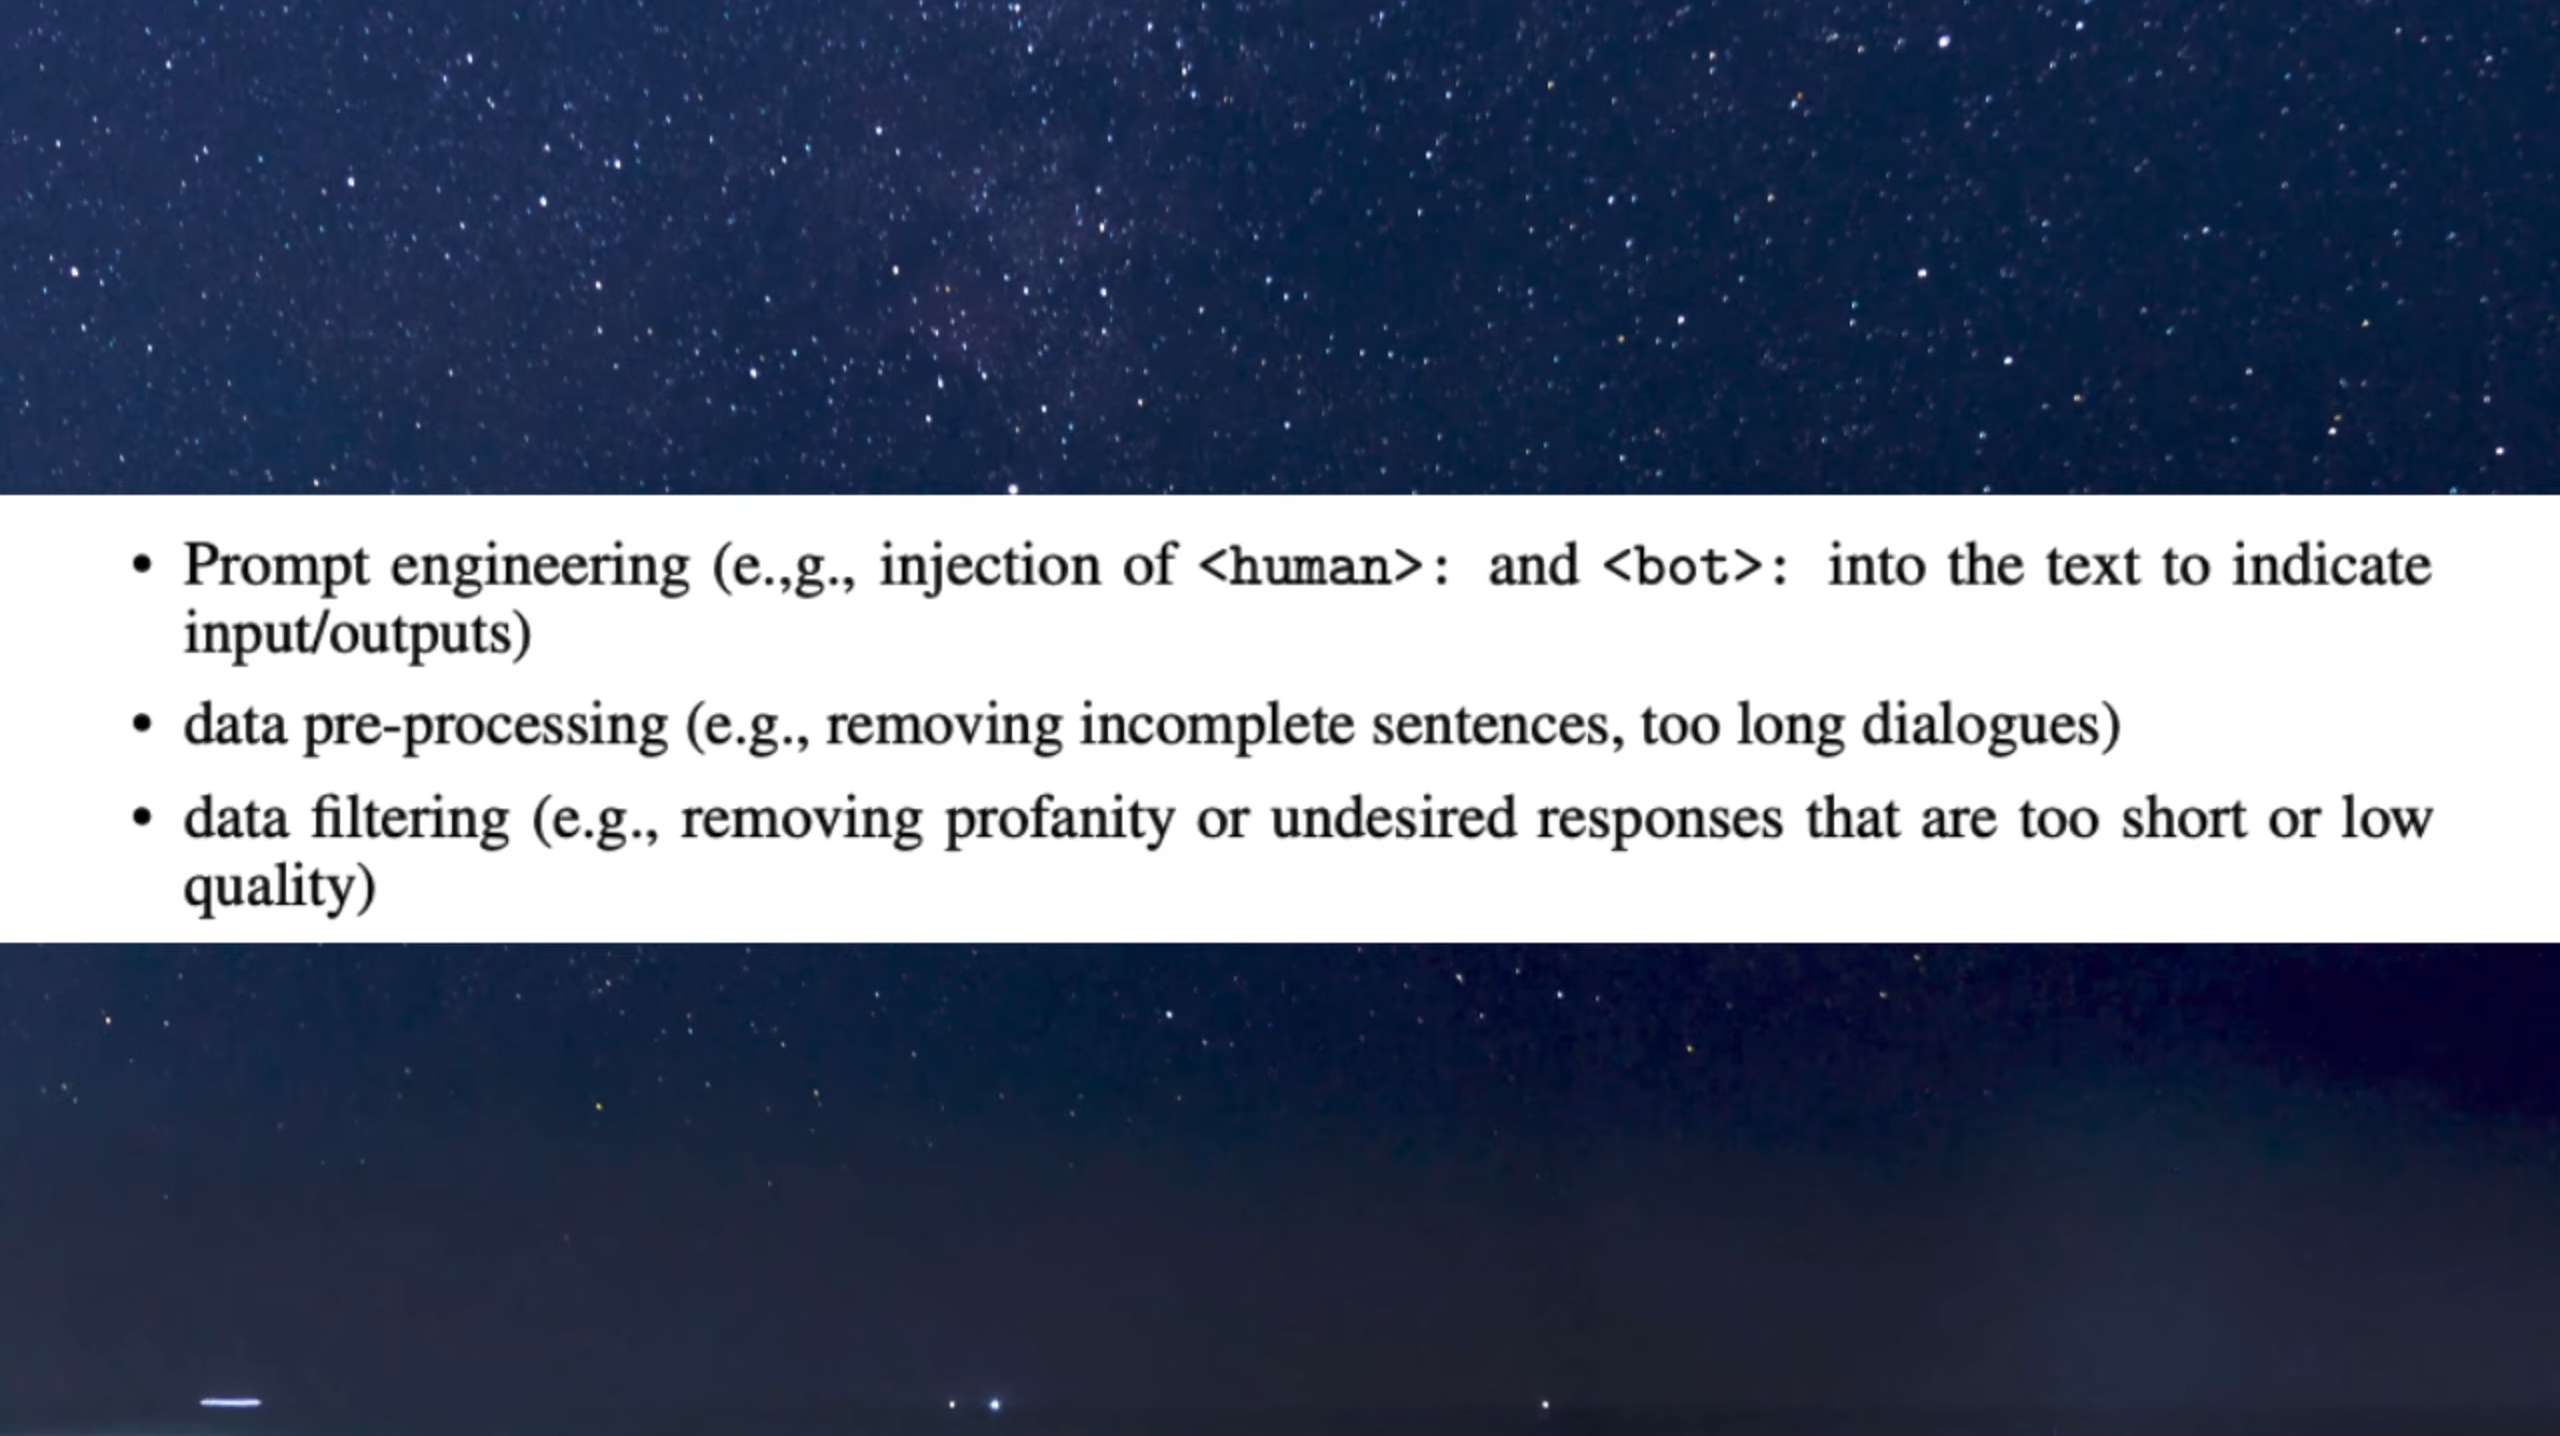 • Prompt engineering (e.,g., injection of <human>: and <bot>: into the text to indicate
input/outputs)
• data pre-processing (e.g., removing incomplete sentences, too long dialogues)
• data filtering (e.g., removing profanity or undesired responses that are too short or low
quality)